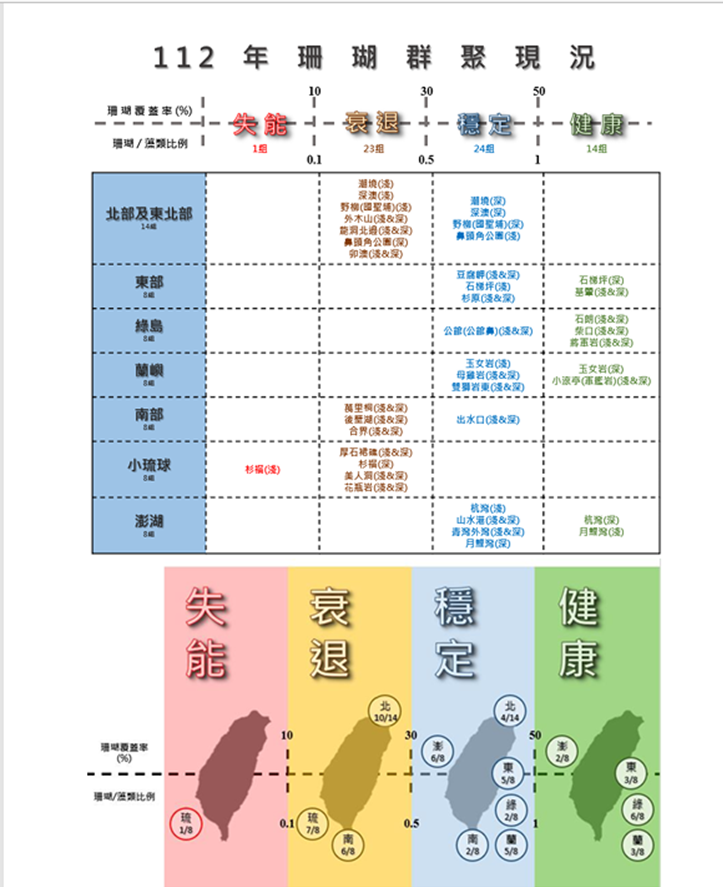 112 年 珊 瑚 群 聚 現 況
10 30 50
珊瑚覆蓋率(%)
失能 衰退 穩定 健康
珊瑚/藻類比例
1組 23組 24組 14組
0.1 0.5 1
北部及東北部
14組
潮境(淺)
深澳(淺)
野柳(國聖埔)(淺)
外木山(淺&深)
龍洞北邊(淺&深)
鼻頭角公園(深)
卯澳(淺&深)
潮境(深)
深澳(深)
野柳(國聖埔)(深)
鼻頭角公園(淺)
東部
8組
豆腐岬(淺&深)
石梯坪(淺)
杉原(淺&深)
石梯坪(深)
基翬(淺&深)
綠島
8組
公館(公館鼻)(淺&深)
石朗(淺&深)
柴口(淺&深)
將軍岩(淺&深)
蘭嶼
8組
玉女岩(淺)
母雞岩(淺&深)
雙獅岩東(淺&深)
玉女岩(深)
小涼亭(軍艦岩)(淺&深)
南部
8組
萬里桐(淺&深)
後壁湖(淺&深)
合界(淺&深)
出水口(淺&深)
小琉球
8組
杉福(淺)
厚石裙礁(淺&深)
杉福(深)
美人洞(淺&深)
花瓶岩(淺&深)
澎湖
8組
杭灣(淺)
山水港(淺&深)
青灣外灣(淺&深)
月鯉灣(深)
杭灣(深)
月鯉灣(淺)
失能
衰退
穩定
健康
珊瑚覆蓋率
(%)
10 30 50
珊瑚/藻類比例
0.1 0.5 1
琉
1/8
北
10/14
琉
7/8
南
6/8
北
4/14
澎
6/8
東
5/8
綠
2/8
南
2/8
蘭
5/8
澎
2/8
東
3/8
綠
6/8
蘭
3/8